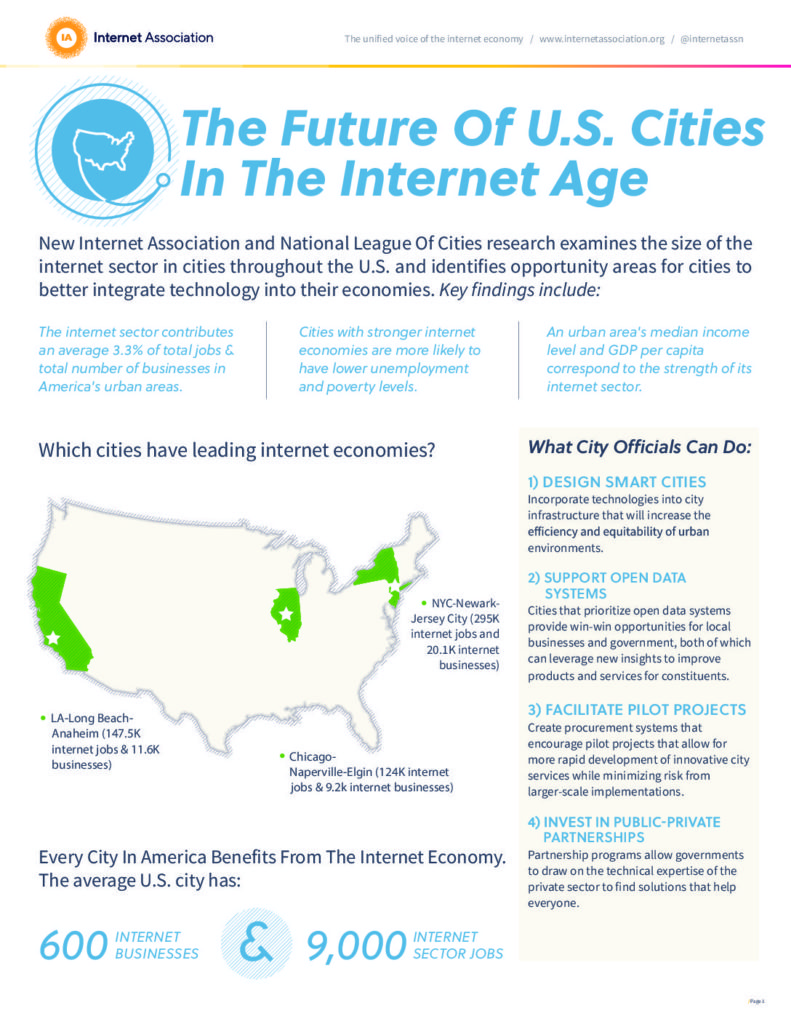 IA
Internet Association
The unified voice of the internet economy / www.internetassociation.org / @internetassn
The Future Of U.S. Cities
In The Internet Age
New Internet Association and National League Of Cities research examines the size of the
internet sector in cities throughout the U.S. and identifies opportunity areas for cities to
better integrate technology into their economies. Key findings include:
The internet sector contributes
an average 3.3% of total jobs &
total number of businesses in
America's urban areas.
Cities with stronger internet
economies are more likely to
have lower unemployment
and poverty levels.
An urban area's median income
level and GDP per capita
correspond to the strength of its
internet sector.
Which cities have leading internet economies?
• NYC-Newark-
Jersey City (295K
internet jobs and
20.1K internet
businesses)
• LA-Long Beach-
Anaheim (147.5K
internet jobs & 11.6K
businesses)
• Chicago-
Naperville-Elgin (124K internet
jobs & 9.2k internet businesses)
Every City In America Benefits From The Internet Economy.
The average U.S. city has:
600 INTERNET
BUSINESSES
&
9,000 INTERNET
SECTOR JOBS
What City Officials Can Do:
1) DESIGN SMART CITIES
Incorporate technologies into city
infrastructure that will increase the
efficiency and equitability of urban
environments.
2) SUPPORT OPEN DATA
SYSTEMS
Cities that prioritize open data systems
provide win-win opportunities for local
businesses and government, both of which
can leverage new insights to improve
products and services for constituents.
3) FACILITATE PILOT PROJECTS
Create procurement systems that
encourage pilot projects that allow for
more rapid development of innovative city
services while minimizing risk from
larger-scale implementations.
4) INVEST IN PUBLIC-PRIVATE
PARTNERSHIPS
Partnership programs allow governments
to draw on the technical expertise of the
private sector to find solutions that help
everyone.
Page